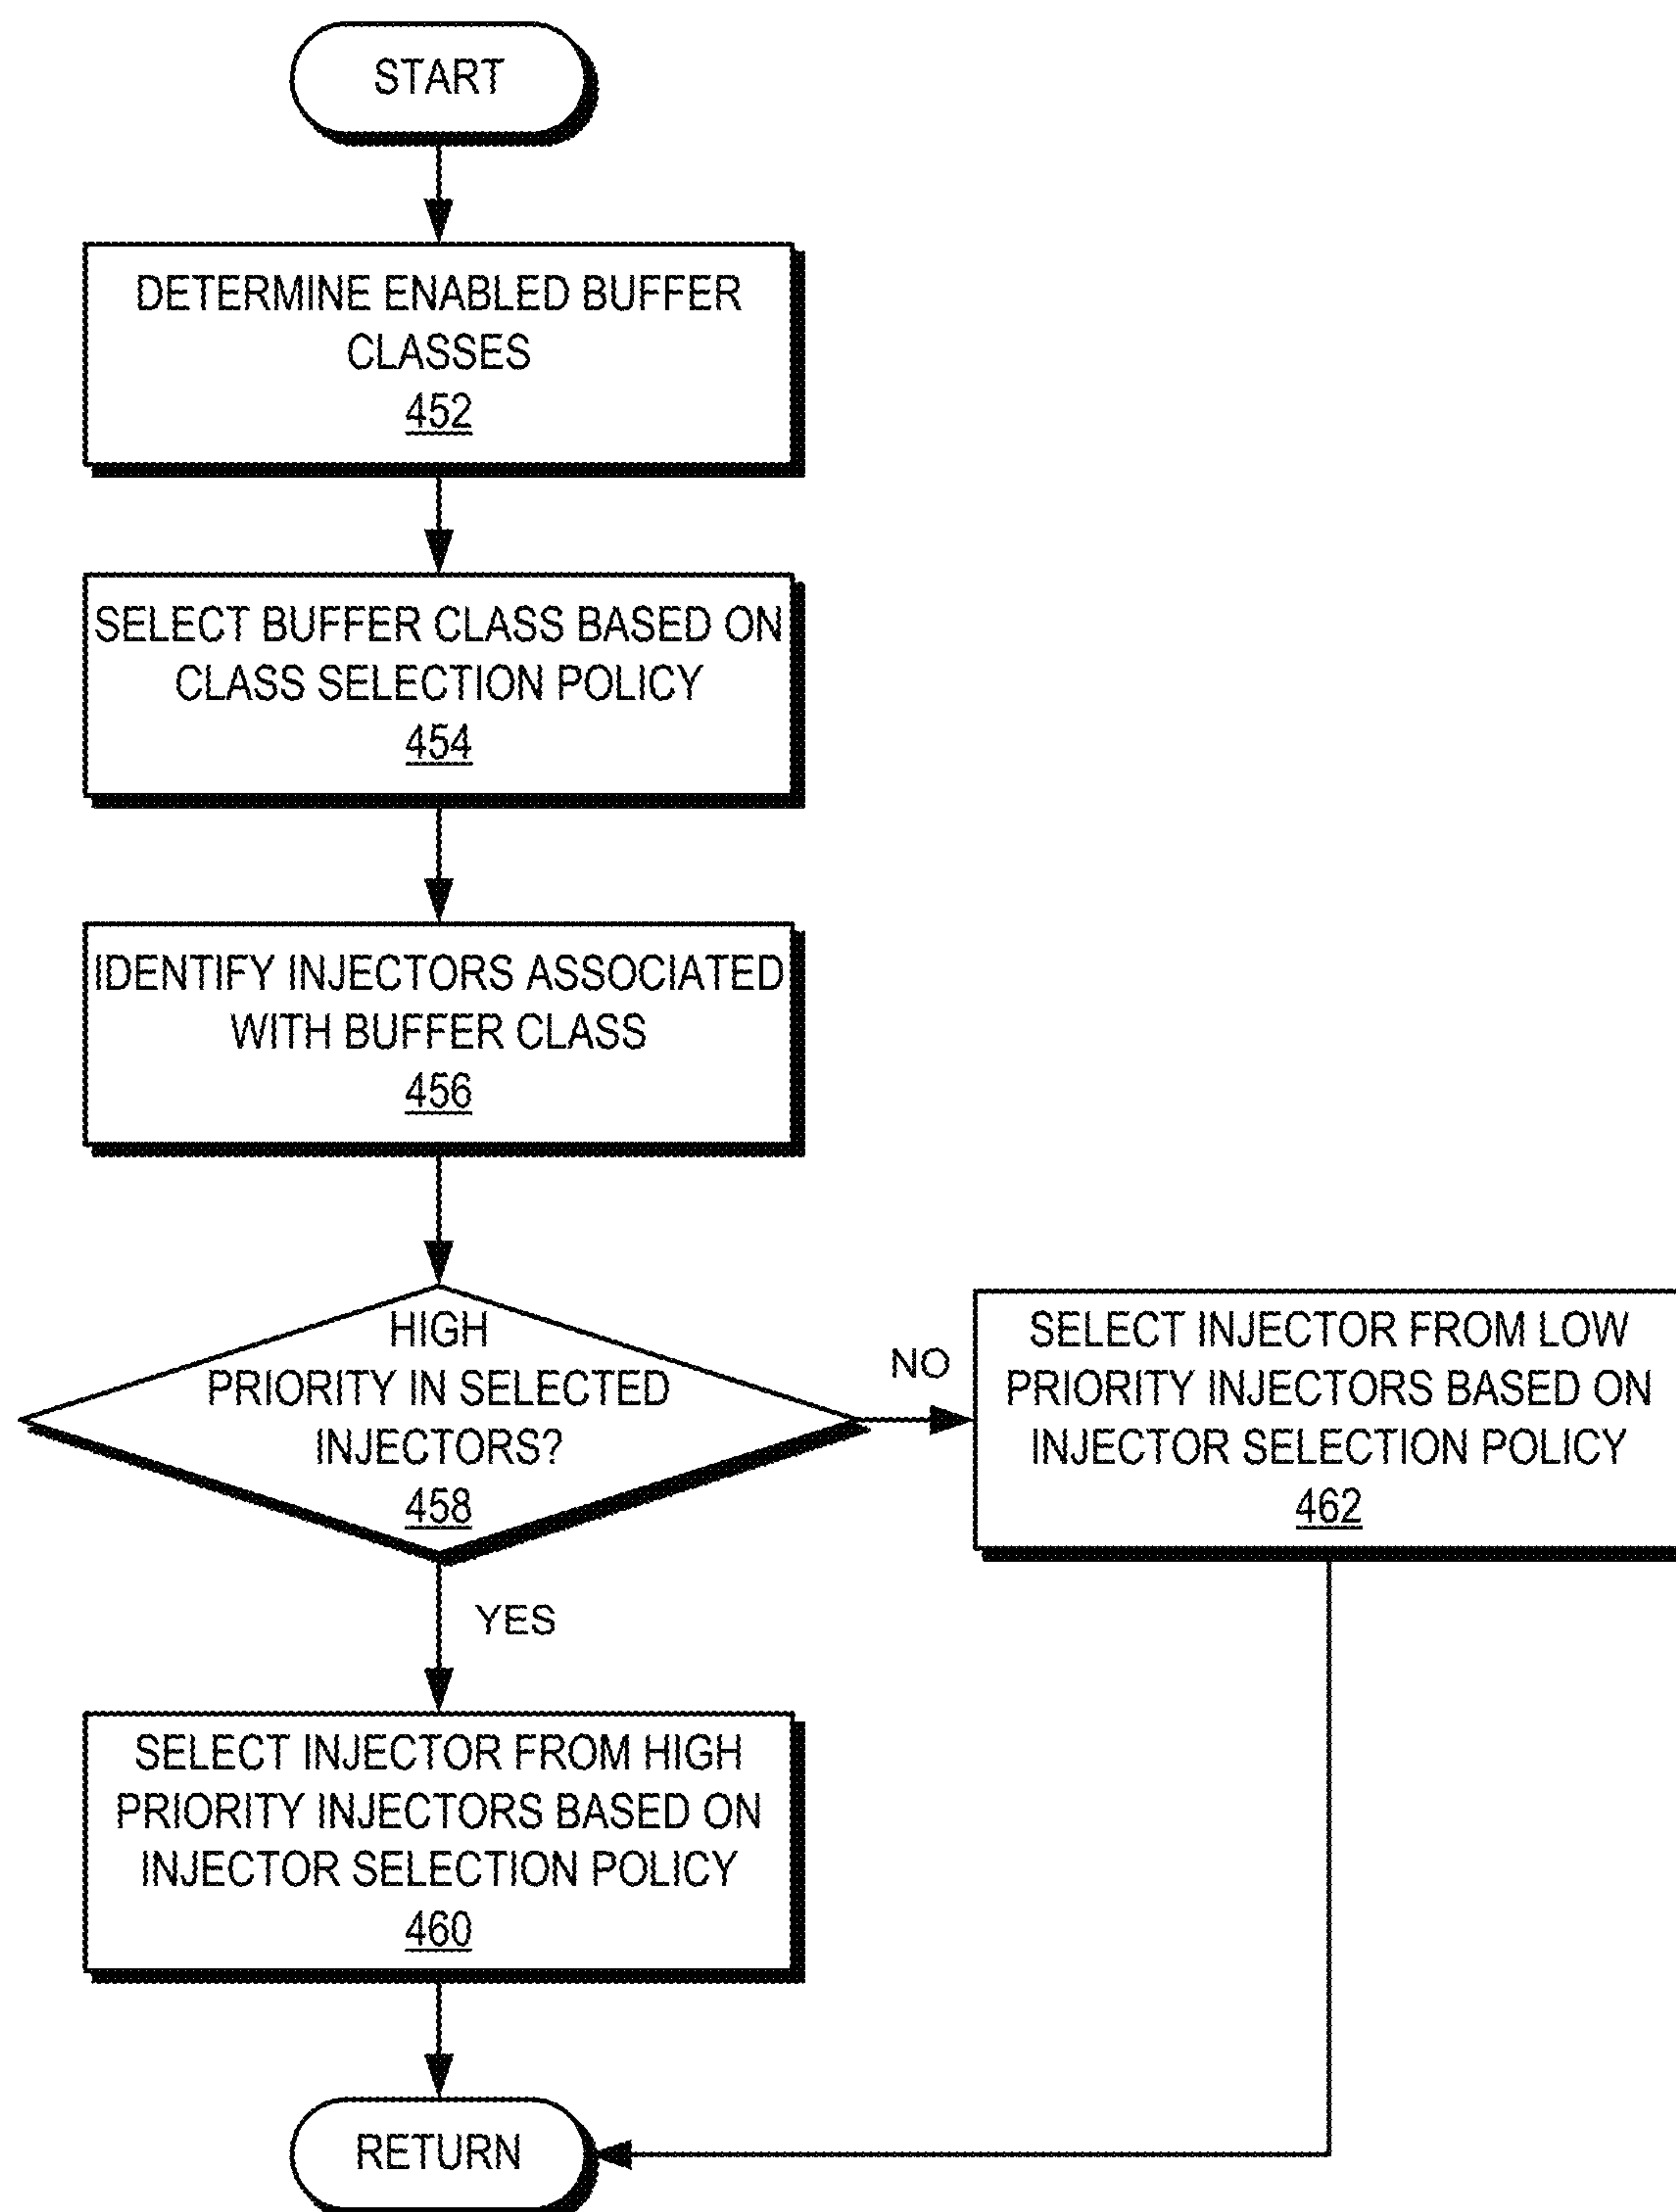 START
DETERMINE ENABLED BUFFER
CLASSES
452
SELECT BUFFER CLASS BASED ON
CLASS SELECTION POLICY
454
IDENTIFY INJECTORS ASSOCIATED
WITH BUFFER CLASS
456
HIGH
PRIORITY IN SELECTED
INJECTORS?
458
NO
SELECT INJECTOR FROM LOW
PRIORITY INJECTORS BASED ON
INJECTOR SELECTION POLICY
462
YES
SELECT INJECTOR FROM HIGH
PRIORITY INJECTORS BASED ON
INJECTOR SELECTION POLICY
460
RETURN